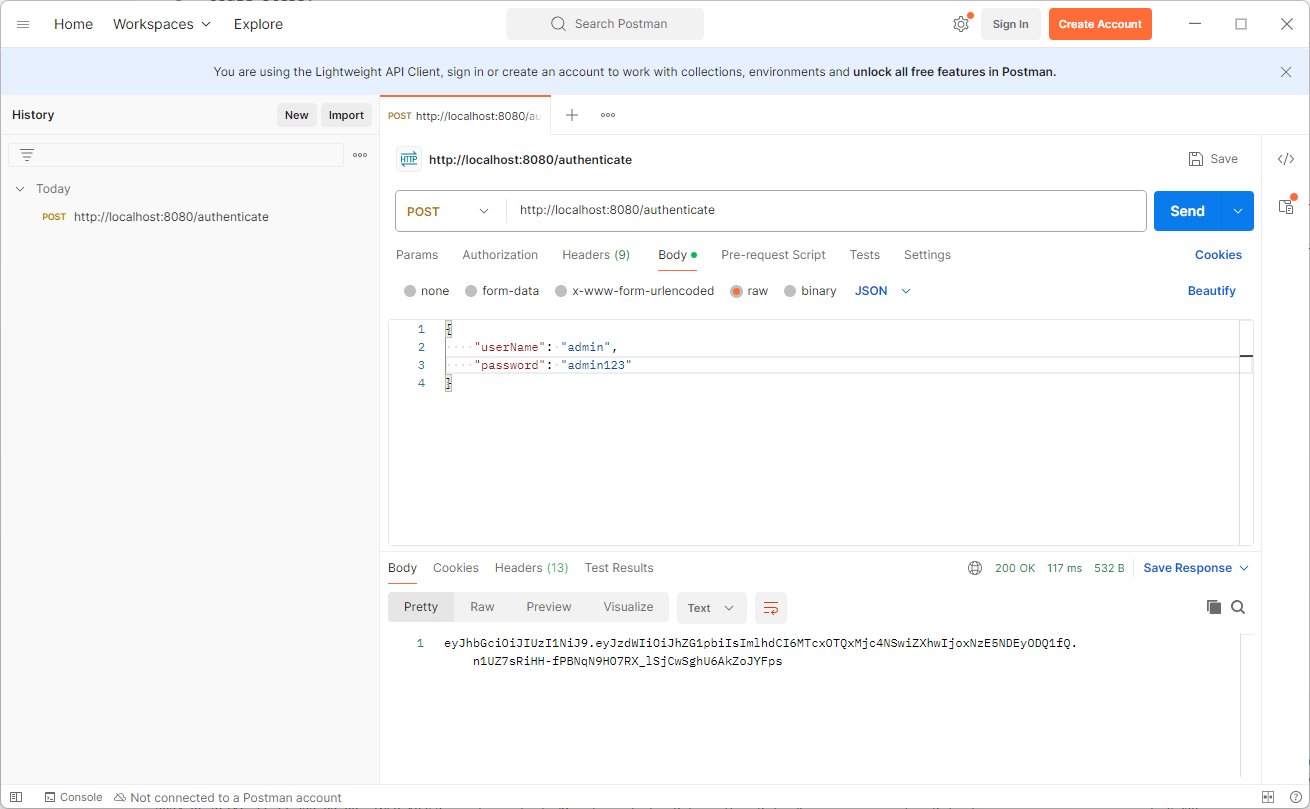 Home Workspaces Explore Search Postman Sign In Create Account
You are using the Lightweight API Client, sign in or create an account to work with collections, environments and unlock all free features in Postman.
History New Import
Today
POST http://localhost:8080/authenticate
POST http://localhost:8080/au
HTTP http://localhost:8080/authenticate Save
POST http://localhost:8080/authenticate Send
Params Authorization Headers (9) Body Pre-request Script Tests Settings Cookies
none form-data x-www-form-urlencoded raw binary JSON Beautify
1 {
2 "userName": "admin",
3 "password": "admin123"
4 }
Body Cookies Headers (13) Test Results 200 OK 117 ms 532 B Save Response
Pretty Raw Preview Visualize Text
1 eyJhbGciOiJIUzI1NiJ9.eyJzdWIiOiJhZG1pbiIsImlhdCI6MTcxOTQxMjc4NSwiZXhwIjoxNzE5NDEyODQ1fQ.
n1UZ7sRiHH-fPBNqN9HO7RX_lSjCwSghU6AkZoJYFps
Console Not connected to a Postman account